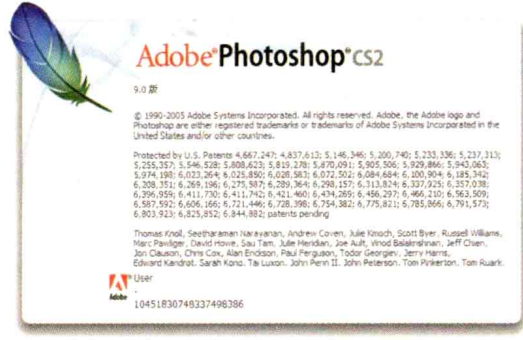 Adobe® Photoshop® CS2
9.0 版
© 1990-2005 Adobe Systems Incorporated. All rights reserved. Adobe, the Adobe logo and
Photoshop are either registered trademarks or trademarks of Adobe Systems Incorporated in the
United States and/or other countries.
Protected by U.S. Patents 4,667,247; 4,837,613; 5,146,346; 5,200,740; 5,233,336; 5,237,313;
5,255,357; 5,546,528; 5,808,623; 5,819,278; 5,870,091; 5,905,506; 5,929,866; 5,943,063;
5,974,198; 6,023,264; 6,025,850; 6,028,583; 6,072,502; 6,084,684; 6,100,904; 6,185,342;
6,208,351; 6,269,196; 6,275,587; 6,289,364; 6,298,157; 6,313,824; 6,337,925; 6,357,038;
6,396,959; 6,411,730; 6,411,742; 6,421,460; 6,434,269; 6,456,297; 6,466,210; 6,563,509;
6,587,592; 6,606,166; 6,721,446; 6,728,398; 6,754,382; 6,775,821; 6,785,866; 6,791,573;
6,803,923; 6,825,852; 6,844,882; patents pending
Thomas Knoll, Seetharaman Narayanan, Andrew Coven, Julie Kmoch, Scott Byer, Russell Williams,
Marc Pawliger, David Howe, Sau Tam, Julie Meridian, Joe Ault, Vinod Balakrishnan, Jeff Chien,
Jon Clauson, Chris Cox, Alan Erickson, Paul Ferguson, Todor Georgiev, Jerry Harris,
Edward Kandrot, Sarah Kong, Tai Luxon, John Penn II, John Peterson, Tom Pinkerton, Tom Ruark,
User
-
Adobe
10451830748337498386